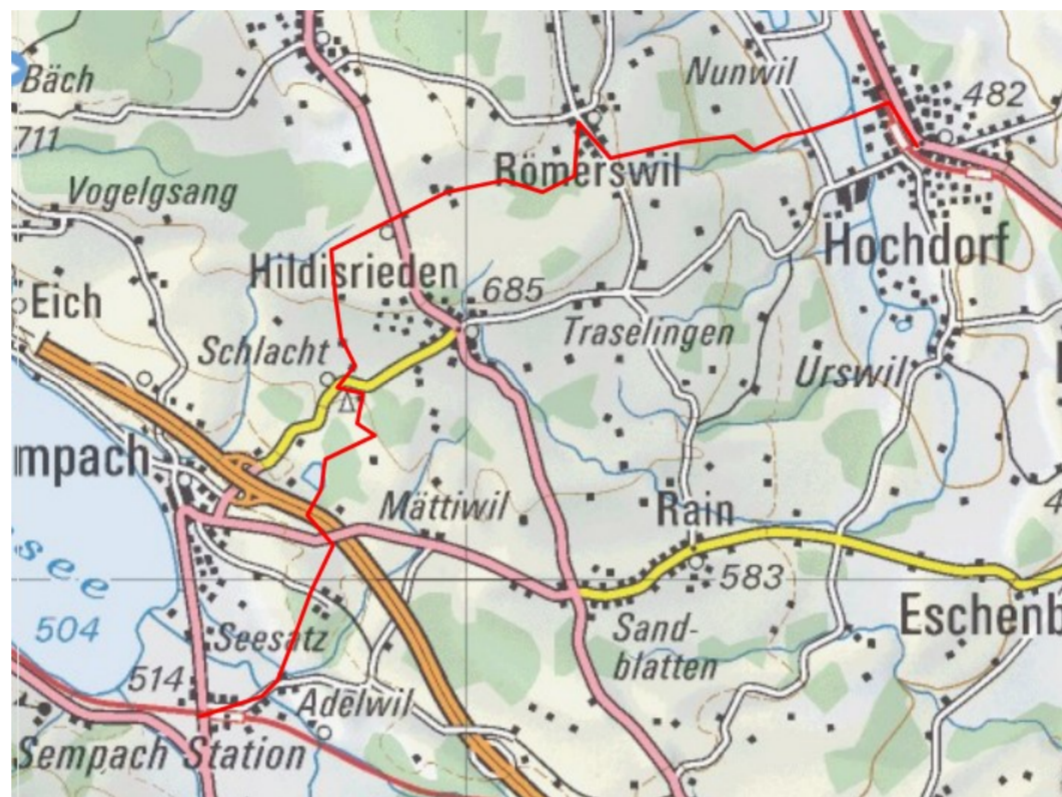 Bäch
711
Nunwil
482
Vogelgsang
Römerswil
Hochdorf
Hildisrieden
685
Eich
Schlacht
Traselingen
Urswil
mpach
Mättiwil
Rain
see
583
504
Seesatz
Sand-
blatten
Eschenb
514
Adelwil
Sempach Station